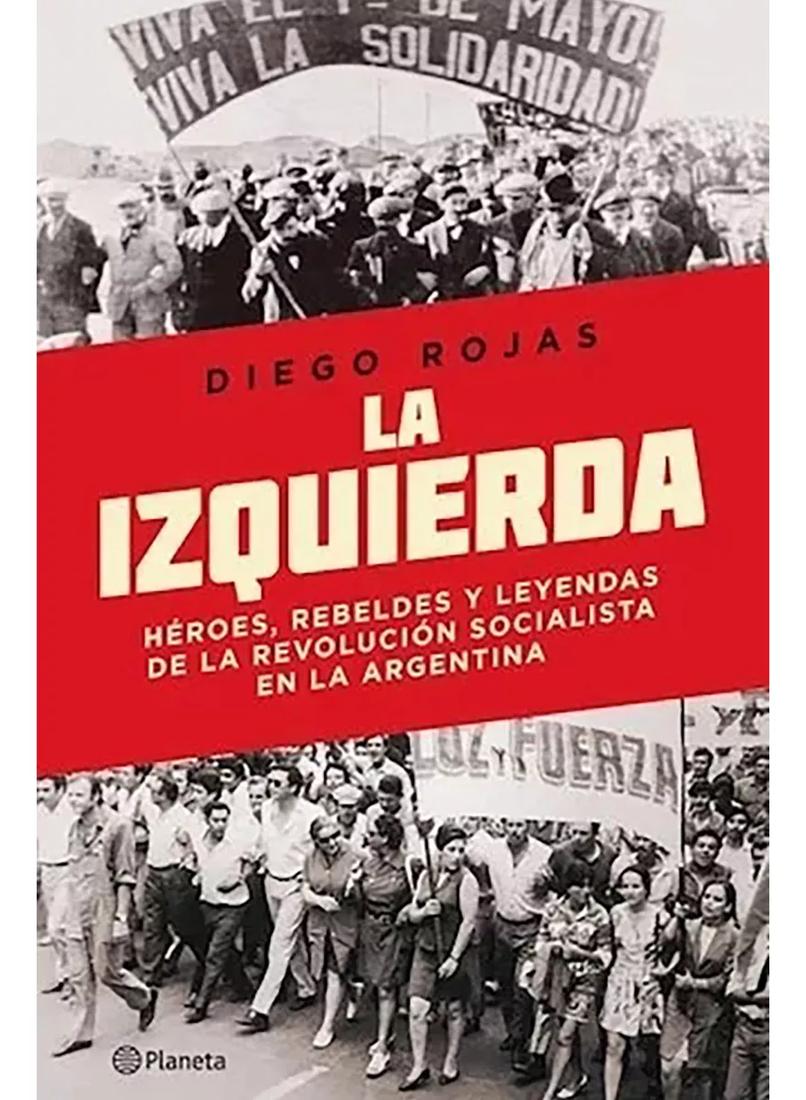 VIVA EL 1º DE MAYO!
VIVA LA SOLIDARIDAD!
DIEGO ROJAS
LA
IZQUIERDA
HÉROES, REBELDES Y LEYENDAS
DE LA REVOLUCIÓN SOCIALISTA
EN LA ARGENTINA
LUZ Y FUERZA
Planeta